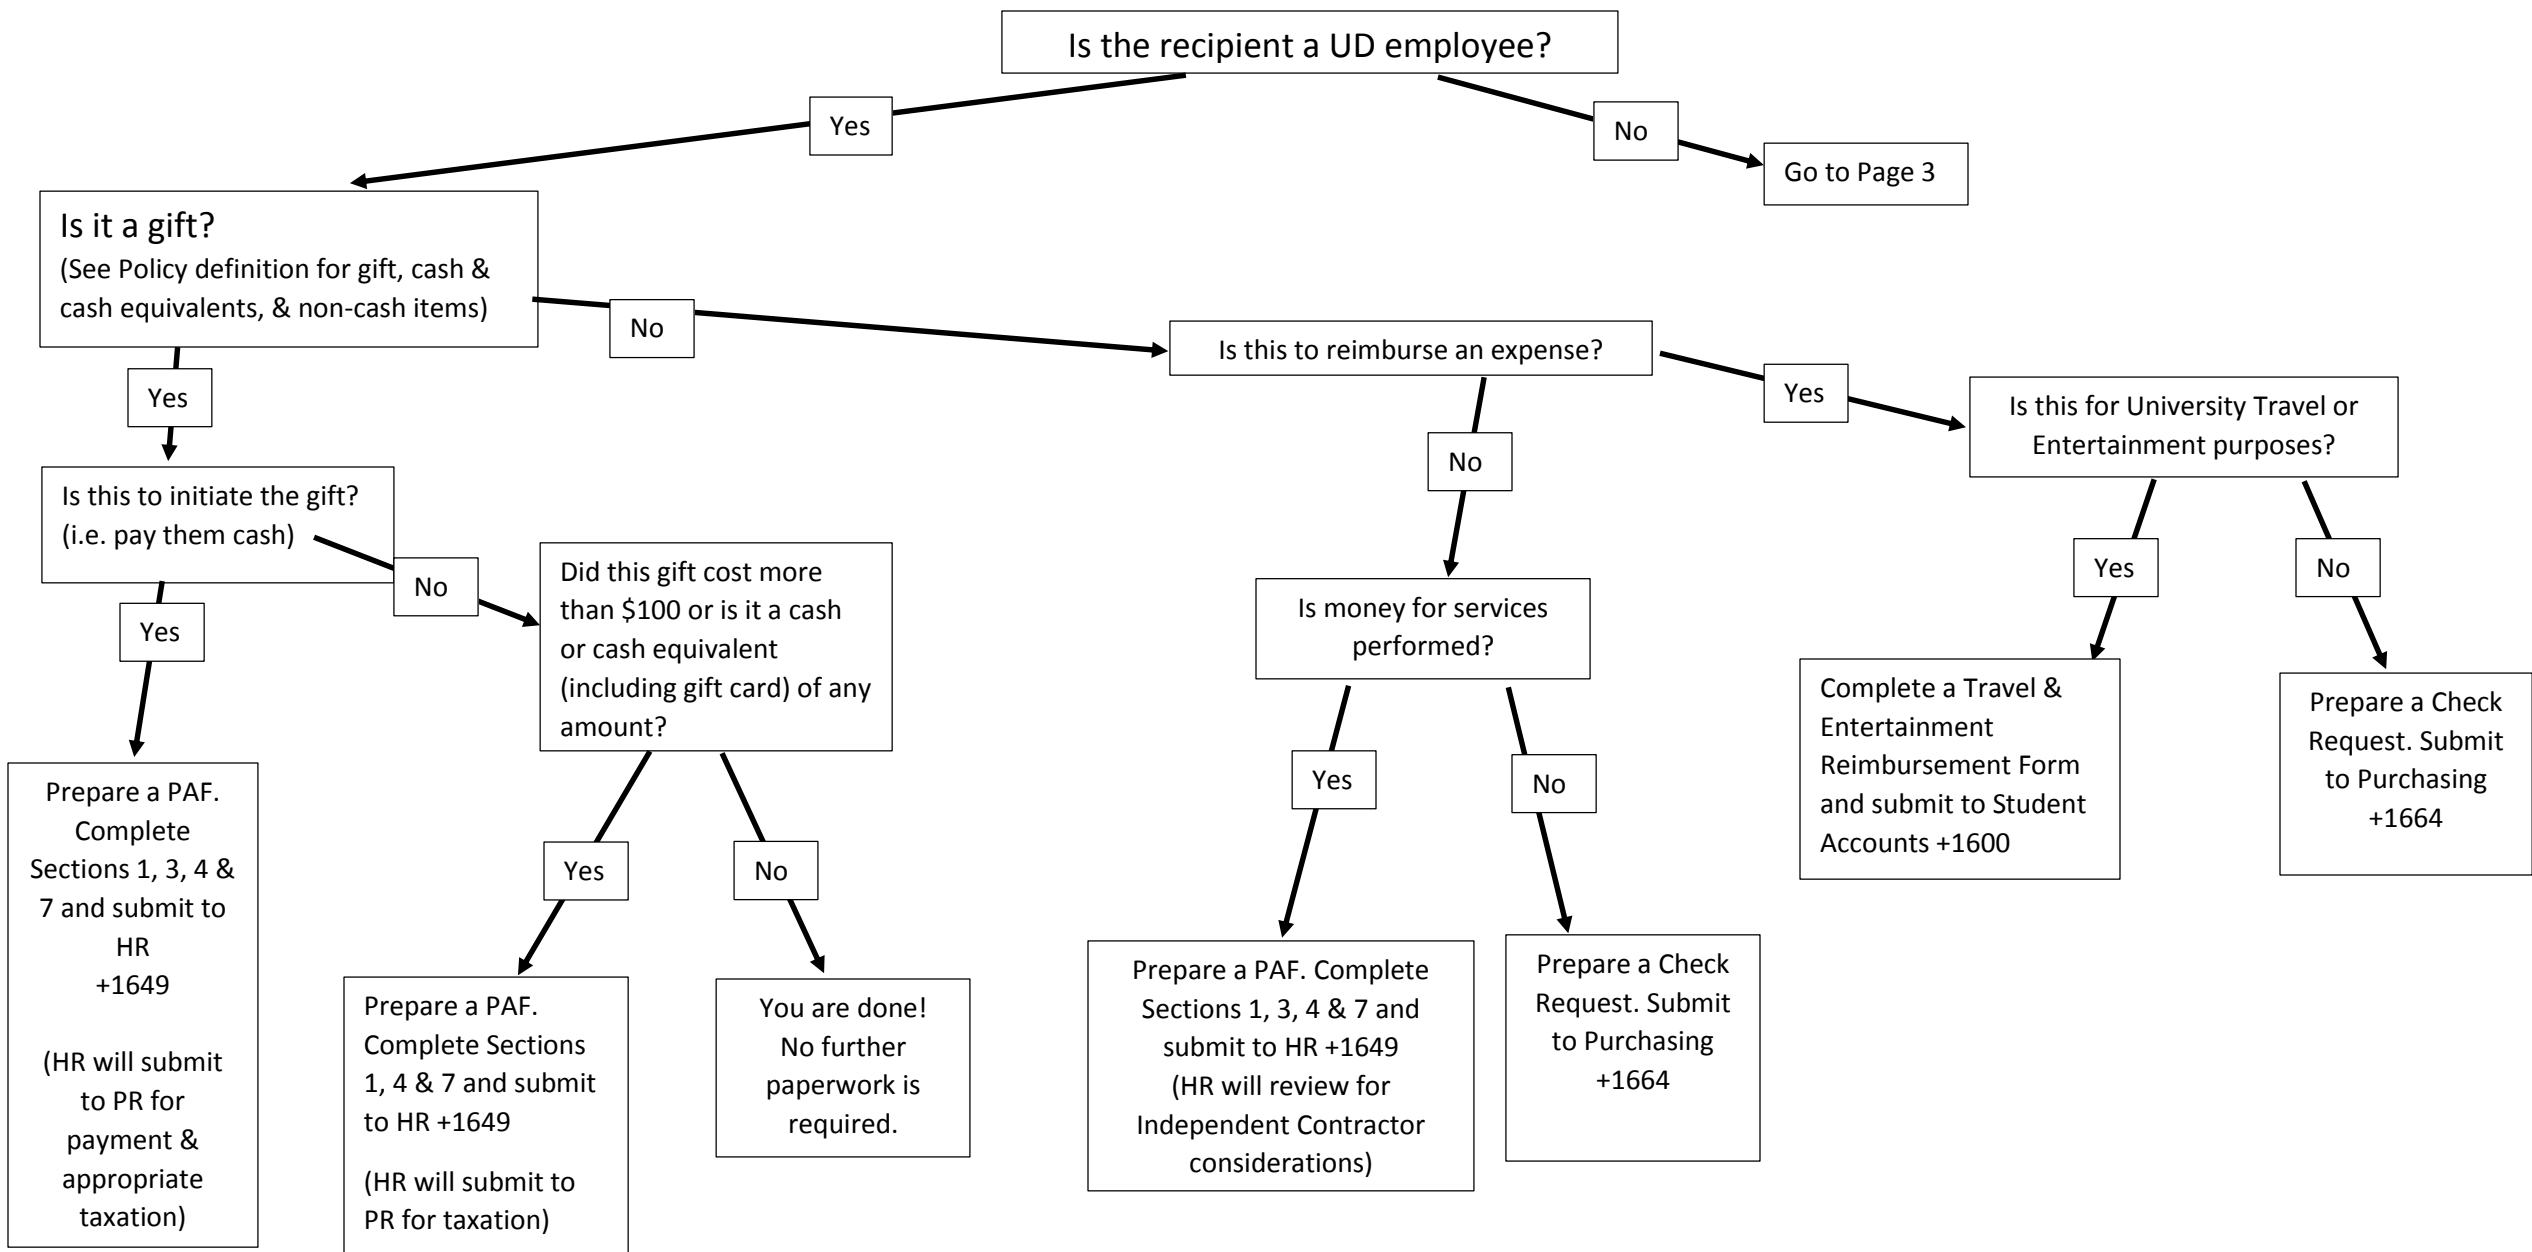 Is the recipient a UD employee?
Yes
No
Go to Page 3
Is it a gift?
(See Policy definition for gift, cash &
cash equivalents, & non-cash items)
No
Is this to reimburse an expense?
Yes
Is this for University Travel or
Entertainment purposes?
Yes
Is this to initiate the gift?
(i.e. pay them cash)
No
Did this gift cost more
than $100 or is it a cash
or cash equivalent
(including gift card) of any
amount?
No
Is money for services
performed?
Yes
No
Yes
Prepare a PAF.
Complete
Sections 1, 3, 4 &
7 and submit to
HR
+1649
(HR will submit
to PR for
payment &
appropriate
taxation)
Yes
No
Prepare a PAF.
Complete Sections
1, 4 & 7 and submit
to HR +1649
(HR will submit to
PR for taxation)
You are done!
No further
paperwork is
required.
Yes
No
Prepare a PAF. Complete
Sections 1, 3, 4 & 7 and
submit to HR +1649
(HR will review for
Independent Contractor
considerations)
Prepare a Check
Request. Submit
to Purchasing
+1664
Complete a Travel &
Entertainment
Reimbursement Form
and submit to Student
Accounts +1600
Prepare a Check
Request. Submit
to Purchasing
+1664